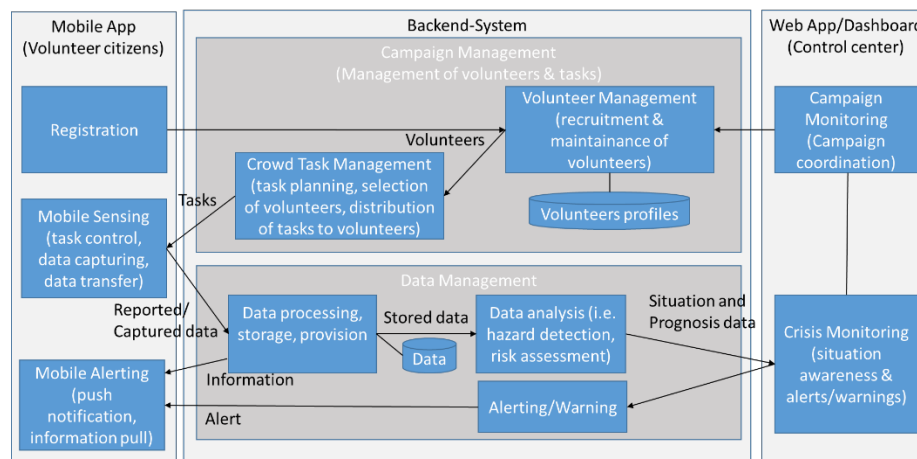 Mobile App
(Volunteer citizens)
Registration
Mobile Sensing
(task control,
data capturing,
data transfer)
Mobile Alerting
(push
notification,
information pull)
Backend-System
Campaign Management
(Management of volunteers & tasks)
Volunteer Management
(recruitment &
maintainance of
volunteers)
Volunteers profiles
Volunteers
Crowd Task Management
(task planning, selection
of volunteers, distribution
of tasks to volunteers)
Tasks
Data Management
Reported/
Captured data
Data processing,
storage, provision
Stored data
Data
Data analysis (i.e.
hazard detection,
risk assessment)
Situation and
Prognosis data
Information
Alerting/Warning
Alert
Web App/Dashboard
(Control center)
Campaign
Monitoring
(Campaign
coordination)
Crisis Monitoring
(situation
awareness &
alerts/warnings)